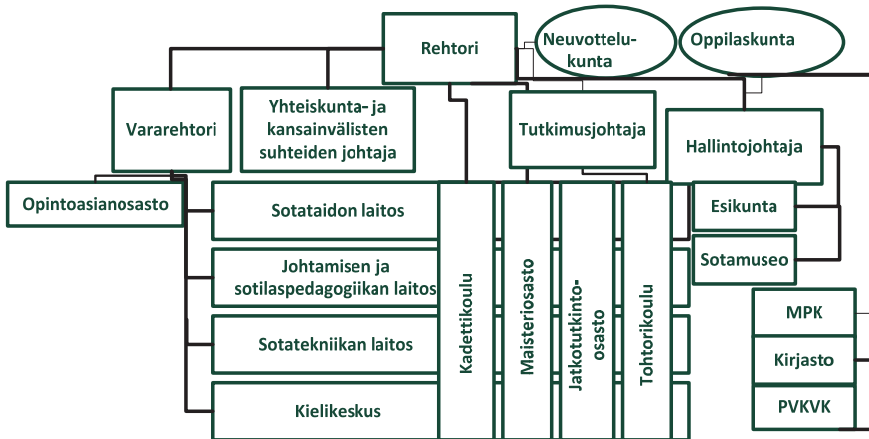 Rehtori
Neuvottelu-
kunta
Oppilaskunta
Vararehtori
Yhteiskunta- ja
kansainvälisten
suhteiden johtaja
Tutkimusjohtaja
Hallintojohtaja
Opintoasianosasto
Sotataidon laitos
Esikunta
Johtamisen ja
sotilaspedagogiikan laitos
Sotamuseo
Sotatekniikan laitos
Kielikeskus
Kadettikoulu
Maisteriosasto
Jatkotutkinto-
osasto
Tohtorikoulu
MPK
Kirjasto
PVKVK